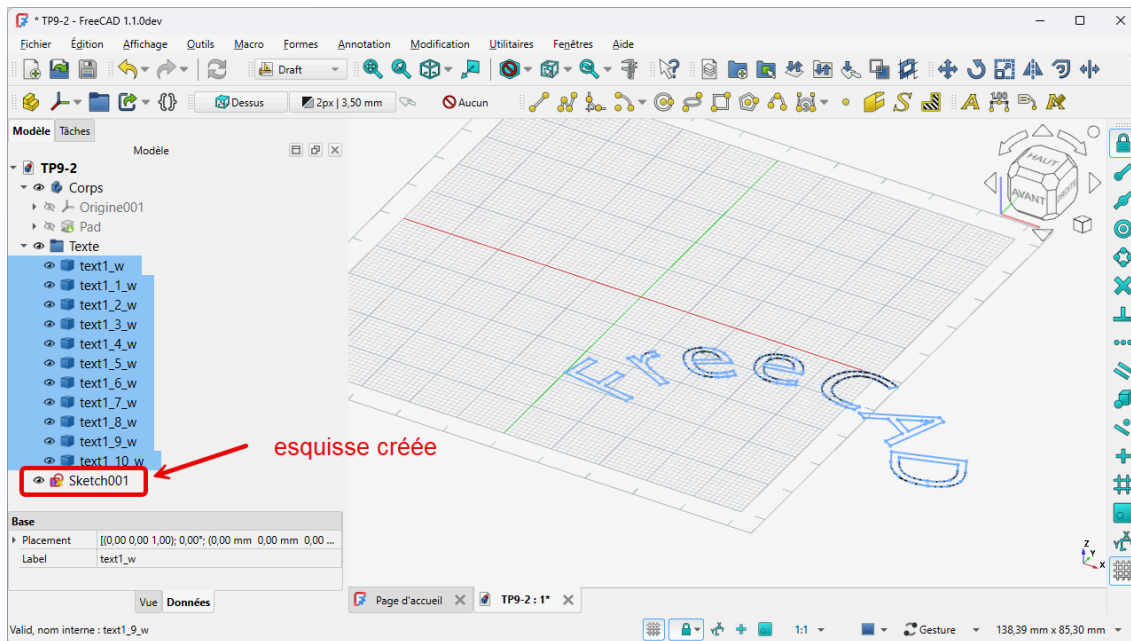 * TP9-2 - FreeCAD 1.1.0dev
Fichier Édition Affichage Outils Macro Formes Annotation Modification Utilitaires Fenêtres Aide
Draft
Dessus 2px | 3,50 mm Aucun
Modèle Tâches
Modèle
TP9-2
Corps
Origine001
Pad
Texte
text1_w
text1_1_w
text1_2_w
text1_3_w
text1_4_w
text1_5_w
text1_6_w
text1_7_w
text1_8_w
text1_9_w
text1_10_w
Sketch001
esquisse créée
HAUT
AVANT
DROITE
FreeCAD
Base
Placement [(0,00 0,00 1,00); 0,00°; (0,00 mm 0,00 mm 0,00 ...
Label text1_w
Z
Y
X
Vue Données
Page d'accueil TP9-2 : 1*
Valid, nom interne : text1_9_w
1:1 Gesture 138,39 mm x 85,30 mm